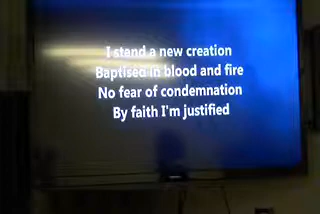 I stand a new creation
Baptised in blood and fire
No fear of condemnation
By faith I'm justified